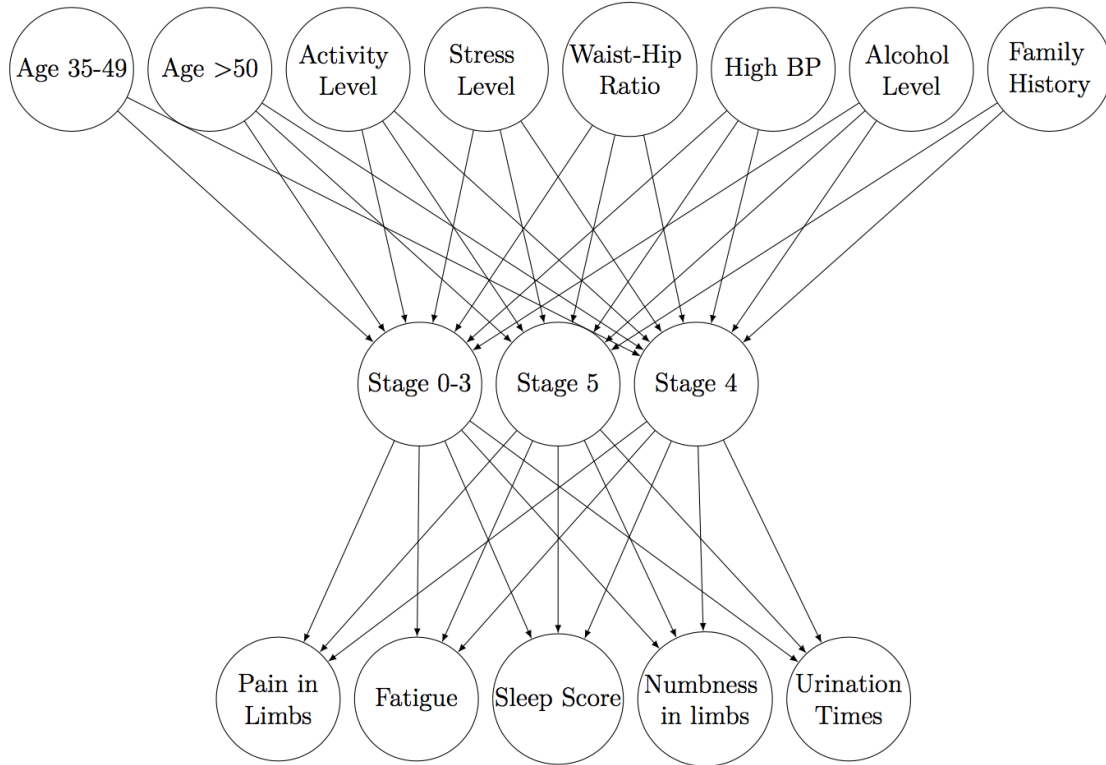 Age 35-49
Age >50
Activity
Level
Stress
Level
Waist-Hip
Ratio
High BP
Alcohol
Level
Family
History
Stage 0-3
Stage 5
Stage 4
Pain in
Limbs
Fatigue
Sleep Score
Numbness
in limbs
Urination
Times